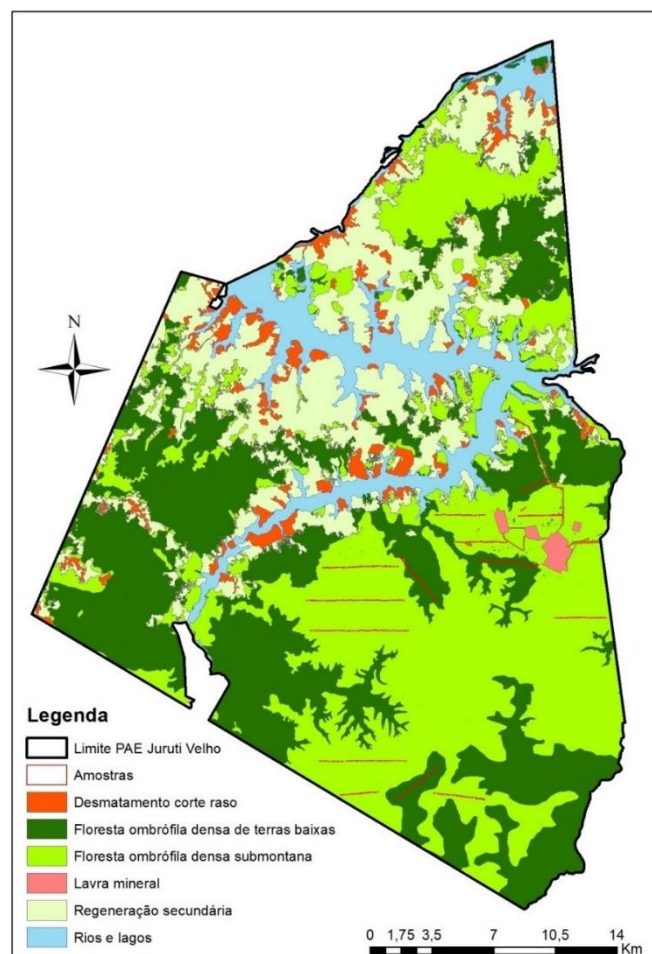 N
Legenda
Limite PAE Juruti Velho
Amostras
Desmatamento corte raso
Floresta ombrófila densa de terras baixas
Floresta ombrófila densa submontana
Lavra mineral
Regeneração secundária
Rios e lagos
0 1,75 3,5 7 10,5 14
Km